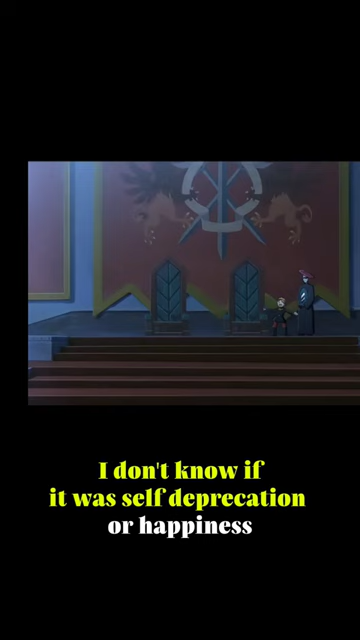 I don't know if
it was self deprecation
or happiness